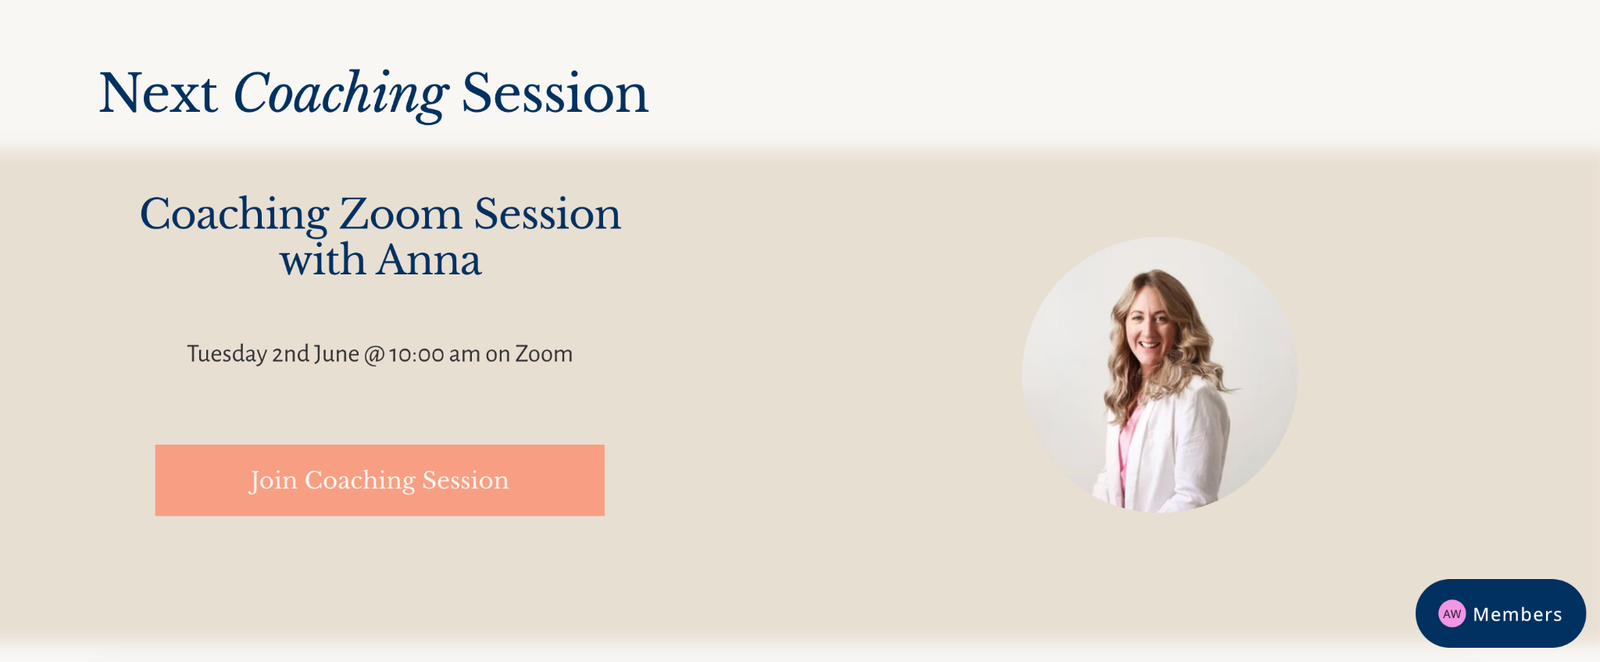 Next Coaching Session
Coaching Zoom Session
with Anna
Tuesday 2nd June @ 10:00 am on Zoom
Join Coaching Session
AW Members